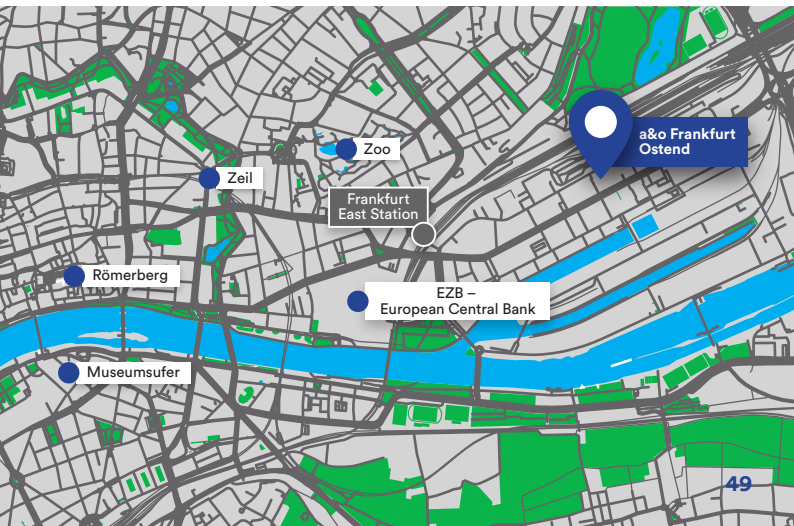 a&o Frankfurt
Ostend
Zoo
Zeil
Frankfurt
East Station
Römerberg
EZB –
European Central Bank
Museumsufer
49